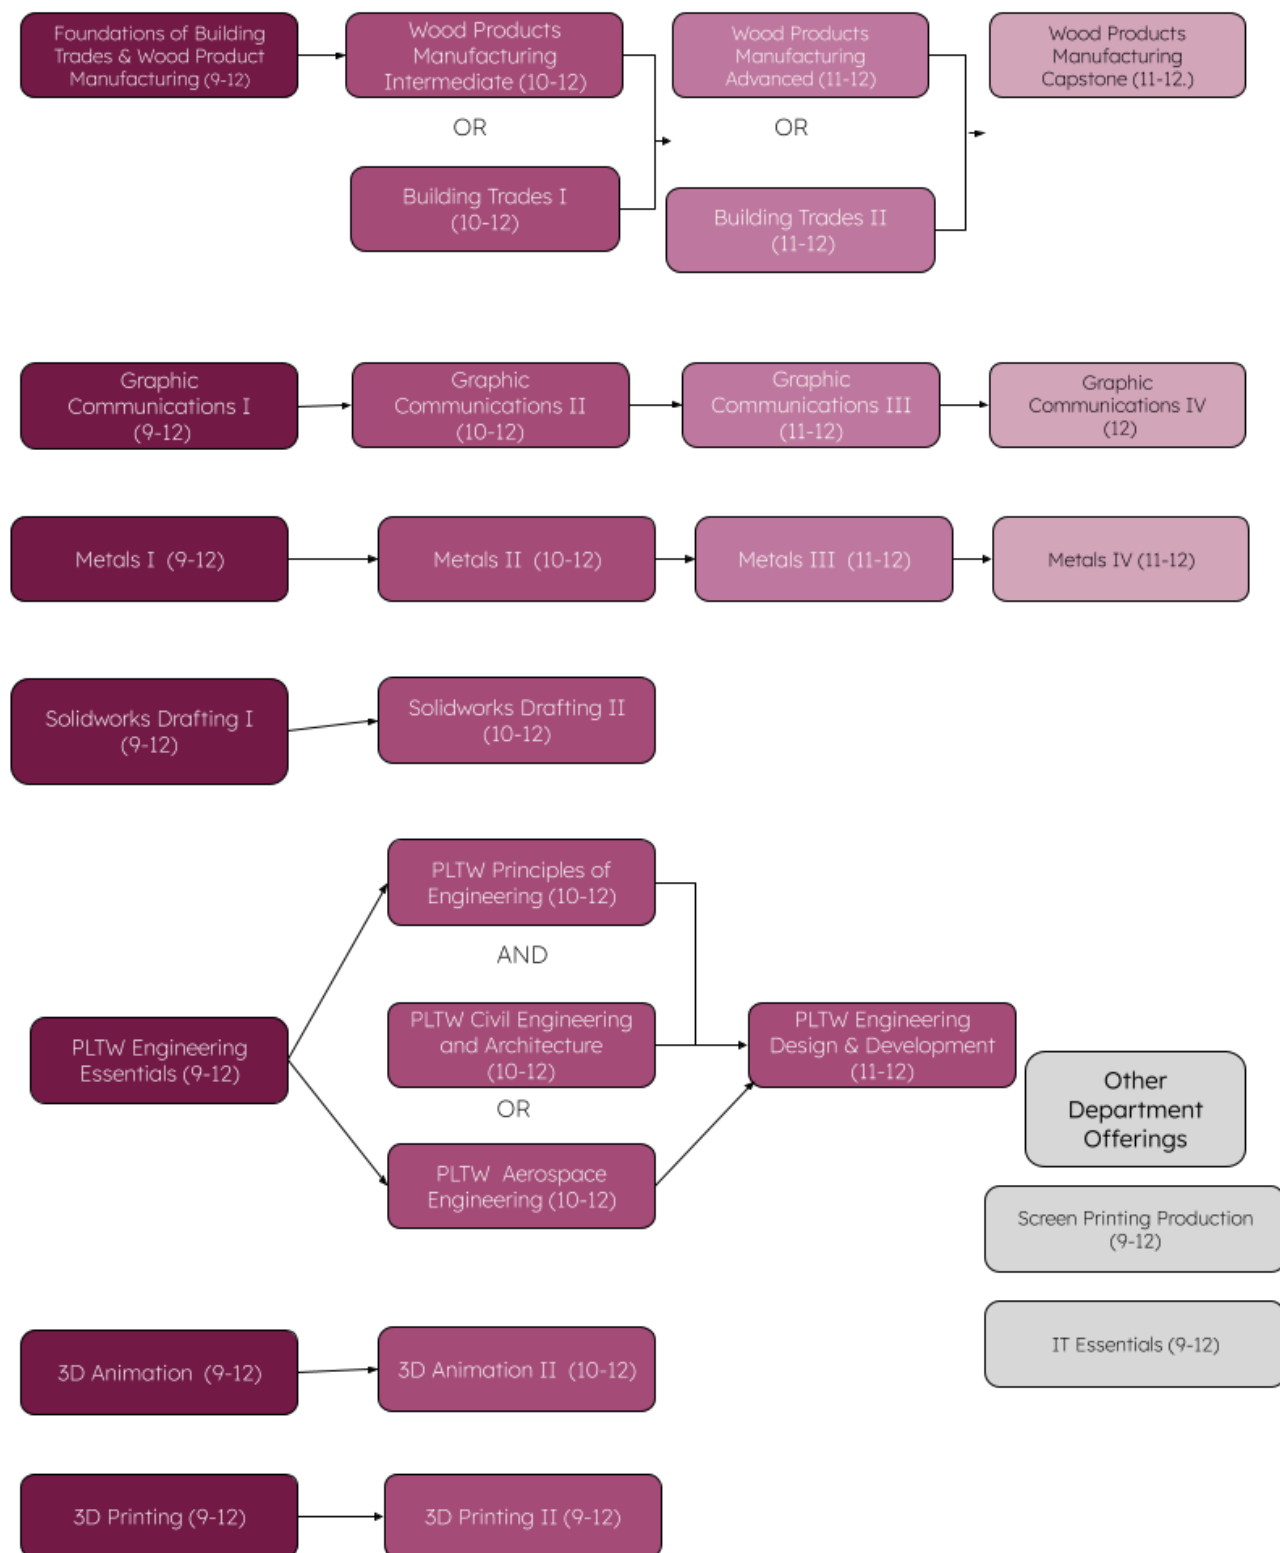 Foundations of Building
Trades & Wood Product
Manufacturing (9-12)
Wood Products
Manufacturing
Intermediate (10-12)
Wood Products
Manufacturing
Advanced (11-12)
Wood Products
Manufacturing
Capstone (11-12.)
OR
OR
Building Trades I
(10-12)
Building Trades II
(11-12)
Graphic
Communications I
(9-12)
Graphic
Communications II
(10-12)
Graphic
Communications III
(11-12)
Graphic
Communications IV
(12)
Metals I (9-12)
Metals II (10-12)
Metals III (11-12)
Metals IV (11-12)
Solidworks Drafting I
(9-12)
Solidworks Drafting II
(10-12)
PLTW Principles of
Engineering (10-12)
AND
PLTW Engineering
Essentials (9-12)
PLTW Civil Engineering
and Architecture
(10-12)
PLTW Engineering
Design & Development
(11-12)
OR
PLTW Aerospace
Engineering (10-12)
Other
Department
Offerings
Screen Printing Production
(9-12)
IT Essentials (9-12)
3D Animation (9-12)
3D Animation II (10-12)
3D Printing (9-12)
3D Printing II (9-12)